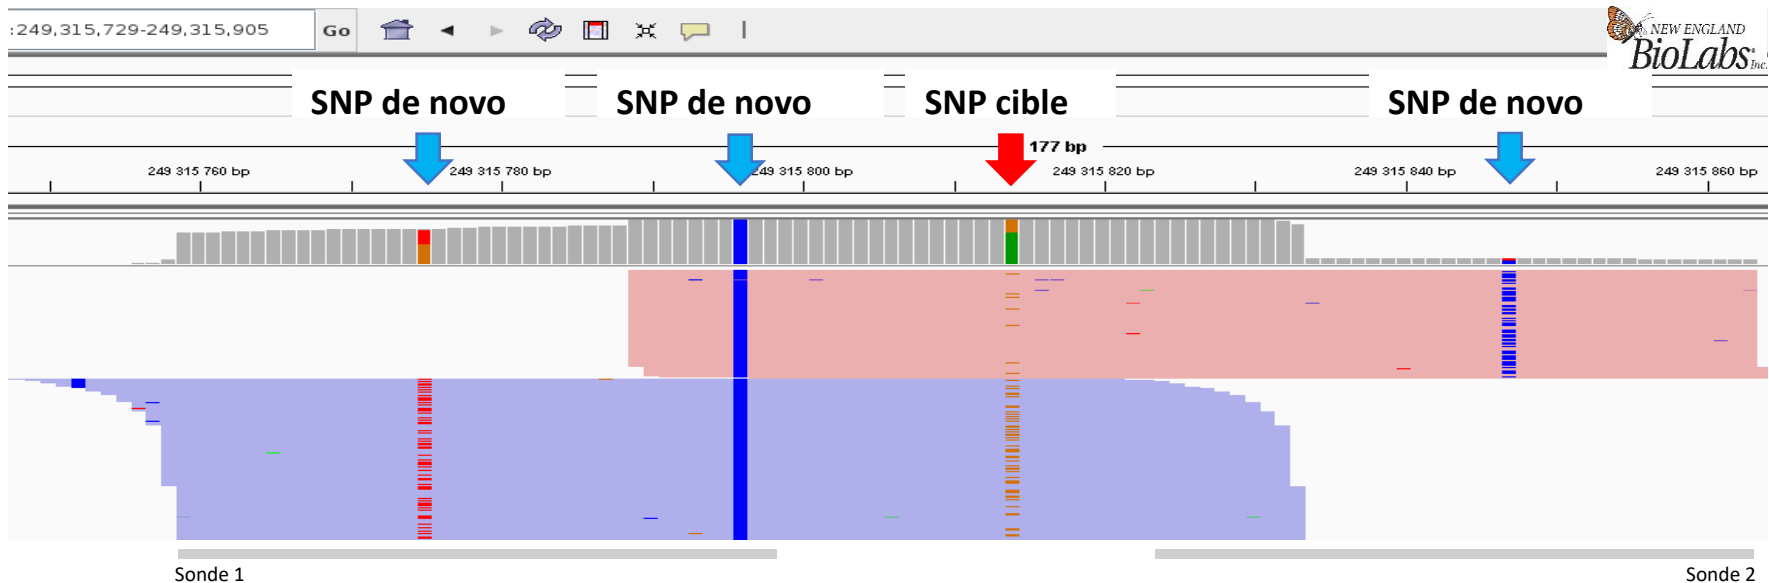 :249,315,729-249,315,905 Go
NEW ENGLAND
BioLabs Inc.
SNP de novo SNP de novo SNP cible SNP de novo
177 bp
249 315 760 bp 249 315 780 bp 249 315 800 bp 249 315 820 bp 249 315 840 bp 249 315 860 bp
Sonde 1 Sonde 2